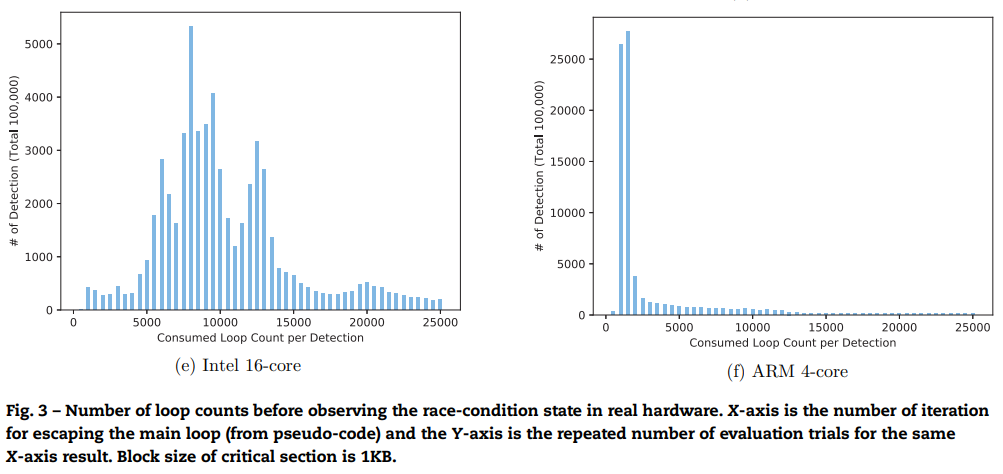 5000
4000
3000
2000
1000
0
# of Detection (Total 100,000)
0 5000 10000 15000 20000 25000
Consumed Loop Count per Detection
(e) Intel 16-core
25000
20000
15000
10000
5000
0
# of Detection (Total 100,000)
0 5000 10000 15000 20000 25000
Consumed Loop Count per Detection
(f) ARM 4-core
Fig. 3 – Number of loop counts before observing the race-condition state in real hardware. X-axis is the number of iteration
for escaping the main loop (from pseudo-code) and the Y-axis is the repeated number of evaluation trials for the same
X-axis result. Block size of critical section is 1KB.